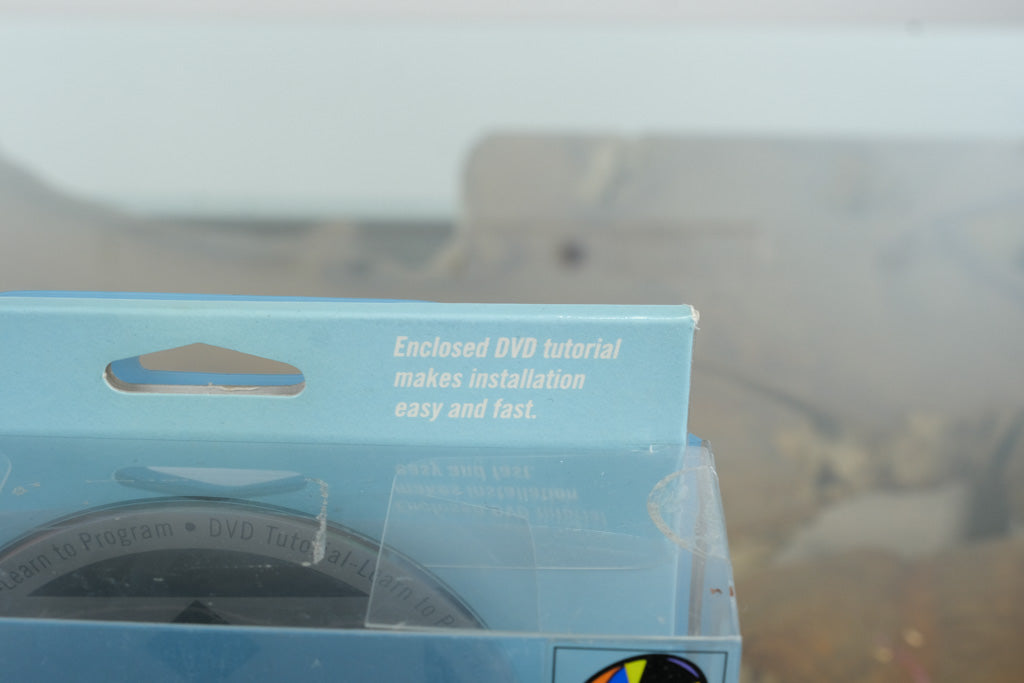 Enclosed DVD tutorial
makes installation
easy and fast.
-Learn to Program • DVD Tutorial-Learn to P